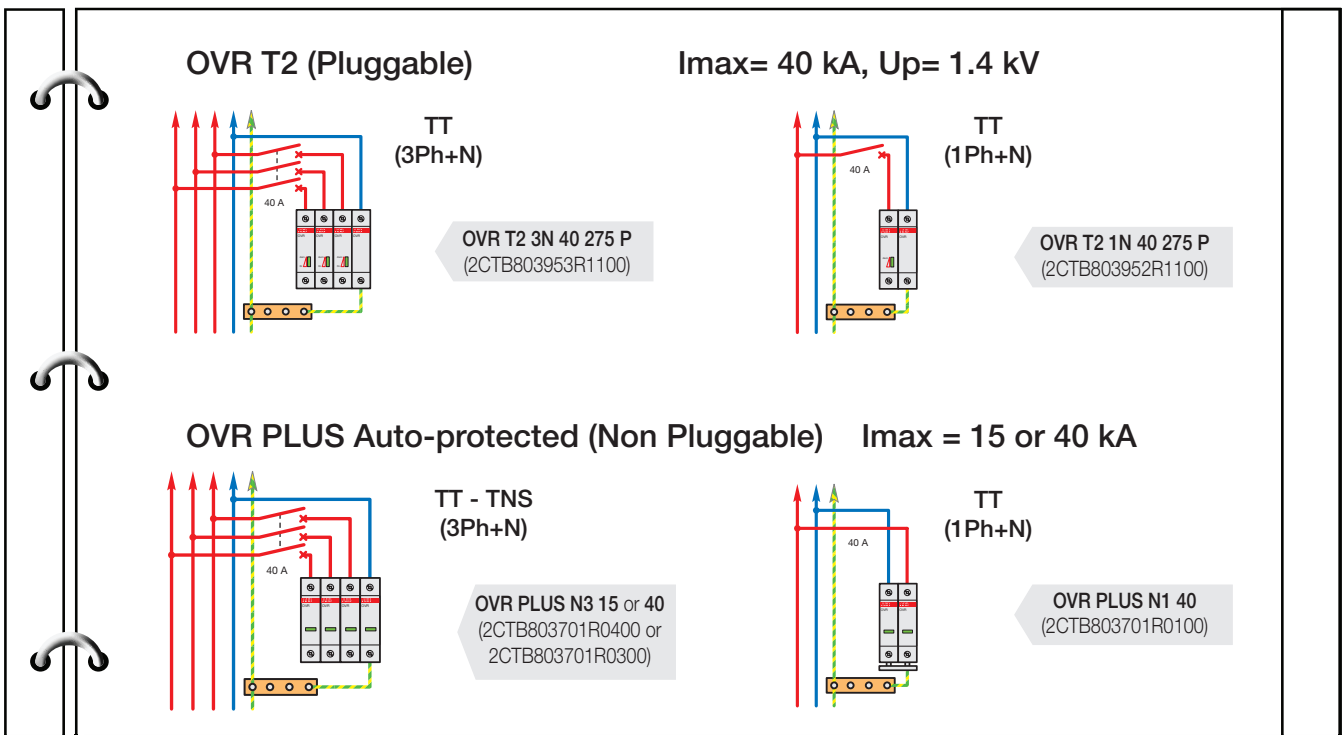 OVR T2 (Pluggable)
Imax= 40 kA, Up= 1.4 kV
TT
(3Ph+N)
40 A
OVR T2 3N 40 275 P
(2CTB803953R1100)
TT
(1Ph+N)
40 A
OVR T2 1N 40 275 P
(2CTB803952R1100)
OVR PLUS Auto-protected (Non Pluggable)
Imax = 15 or 40 kA
TT - TNS
(3Ph+N)
40 A
OVR PLUS N3 15 or 40
(2CTB803701R0400 or
2CTB803701R0300)
TT
(1Ph+N)
40 A
OVR PLUS N1 40
(2CTB803701R0100)